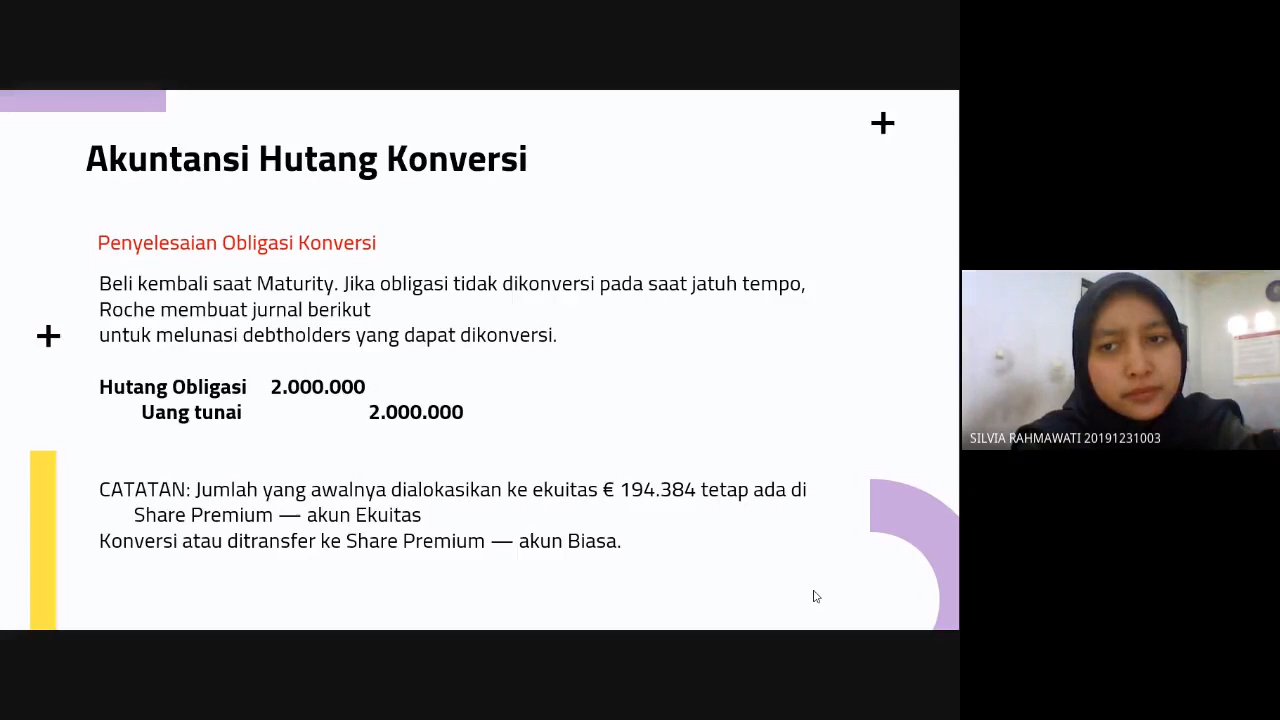 Akuntansi Hutang Konversi
Penyelesaian Obligasi Konversi
Beli kembali saat Maturity. Jika obligasi tidak dikonversi pada saat jatuh tempo,
Roche membuat jurnal berikut
untuk melunasi debtholders yang dapat dikonversi.
Hutang Obligasi 2.000.000
Uang tunai 2.000.000
CATATAN: Jumlah yang awalnya dialokasikan ke ekuitas € 194.384 tetap ada di
Share Premium — akun Ekuitas
Konversi atau ditransfer ke Share Premium — akun Biasa.
SILVIA RAHMAWATI 20191231003